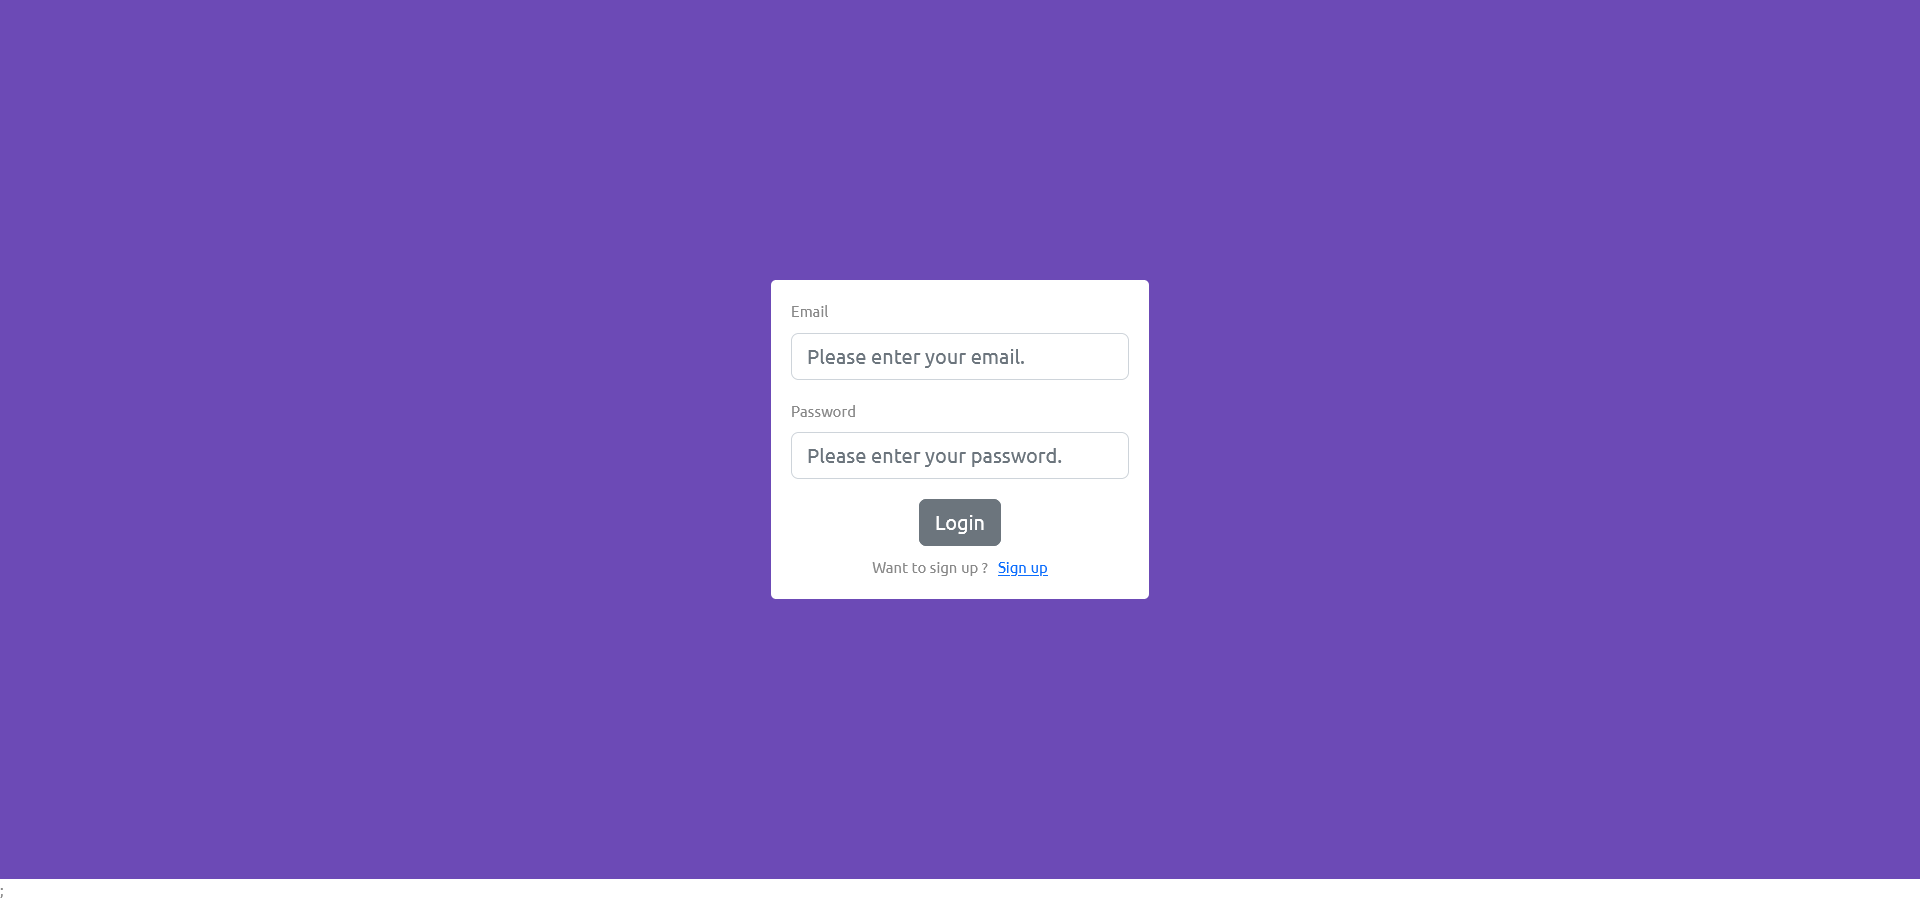 Email
Please enter your email.
Password
Please enter your password.
Login
Want to sign up ? Sign up
;